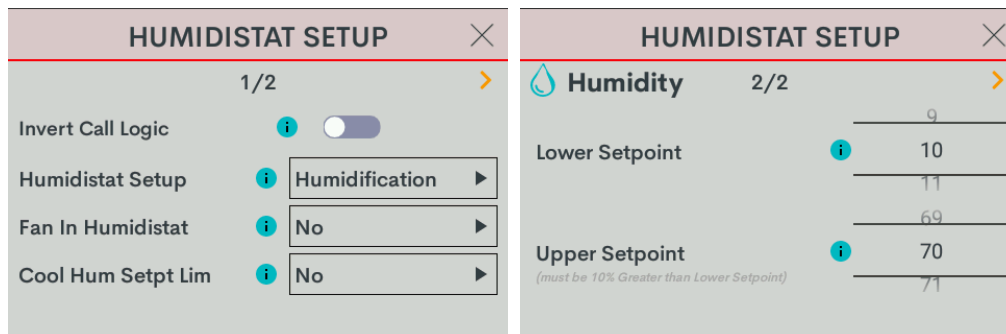 HUMIDISTAT SETUP
1/2
Invert Call Logic
Humidistat Setup
Humidification
Fan In Humidistat
No
Cool Hum Setpt Lim
No
HUMIDISTAT SETUP
Humidity 2/2
Lower Setpoint
9
10
11
Upper Setpoint
(must be 10% Greater than Lower Setpoint)
69
70
71